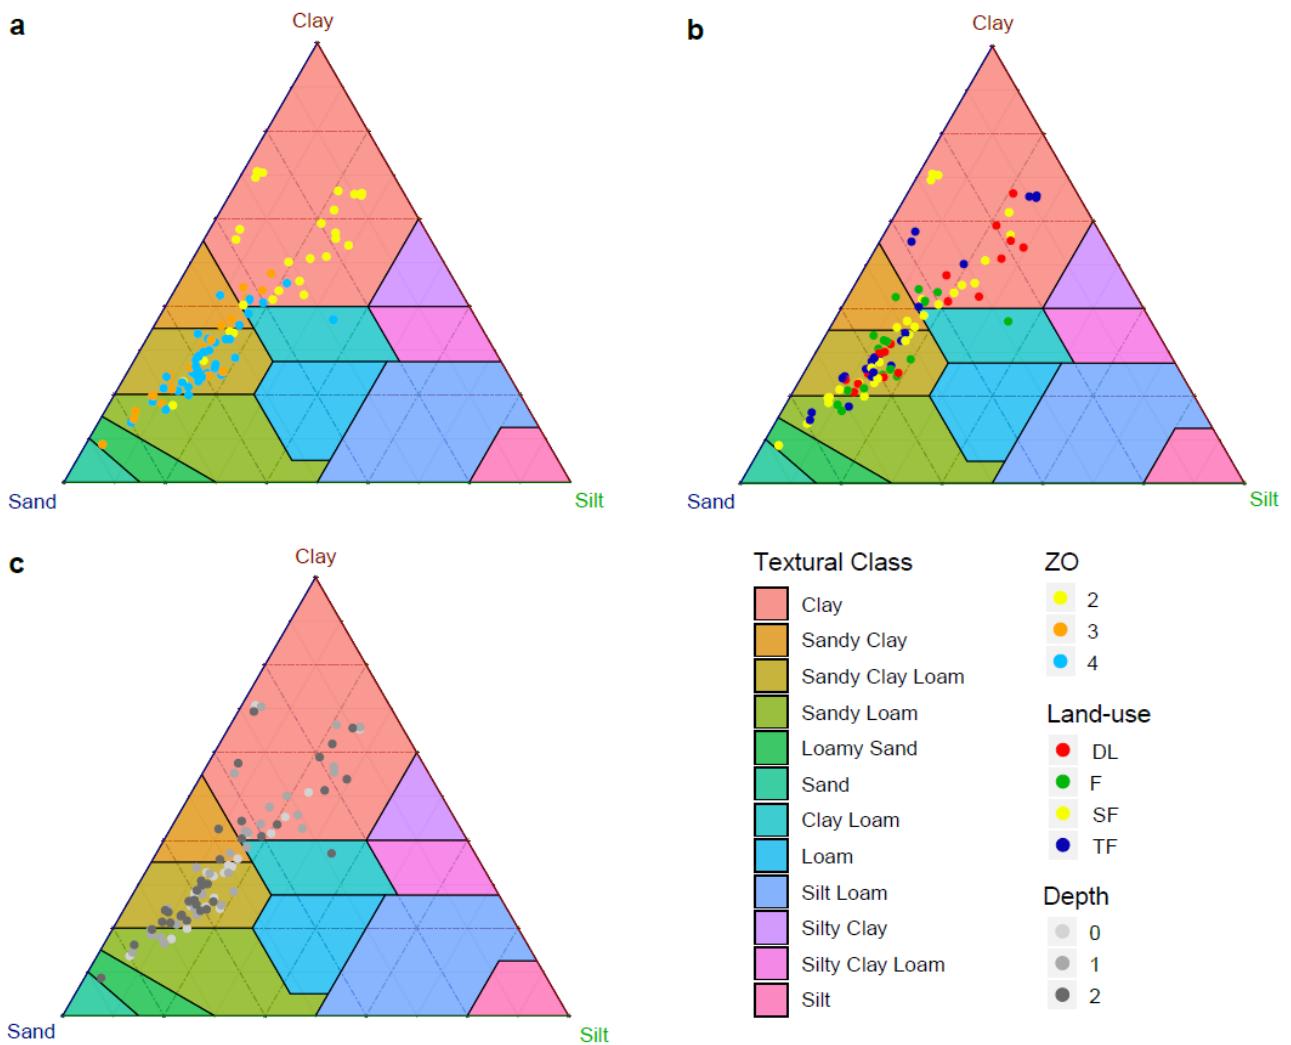 a
Clay
Sand
Silt
b
Clay
Sand
Silt
c
Clay
Sand
Silt
Textural Class
Clay
Sandy Clay
Sandy Clay Loam
Sandy Loam
Loamy Sand
Sand
Clay Loam
Loam
Silt Loam
Silty Clay
Silty Clay Loam
Silt
ZO
2
3
4
Land-use
DL
F
SF
TF
Depth
0
1
2